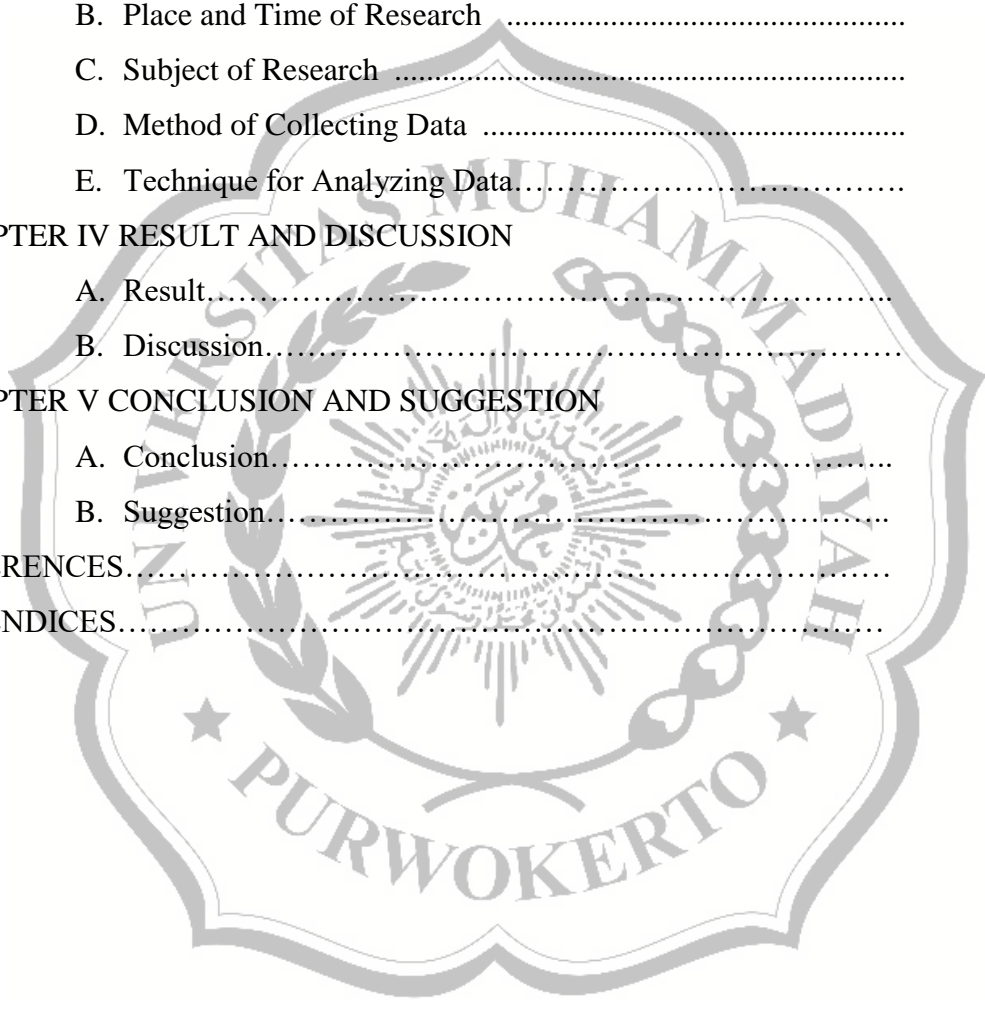 B. Place and Time of Research ..................................................
C. Subject of Research ................................................................
D. Method of Collecting Data .....................................................
E. Technique for Analyzing Data……………………………….
PTER IV RESULT AND DISCUSSION
A. Result………………………………………………………...
B. Discussion……………………………………………………
PTER V CONCLUSION AND SUGGESTION
A. Conclusion…………………………………………………...
B. Suggestion…………………………………………………...
RENCES………………………………………………………………
NDICES………………………………………………………………
UNIVERSITAS MUHAMMADIYAH
PURWOKERTO